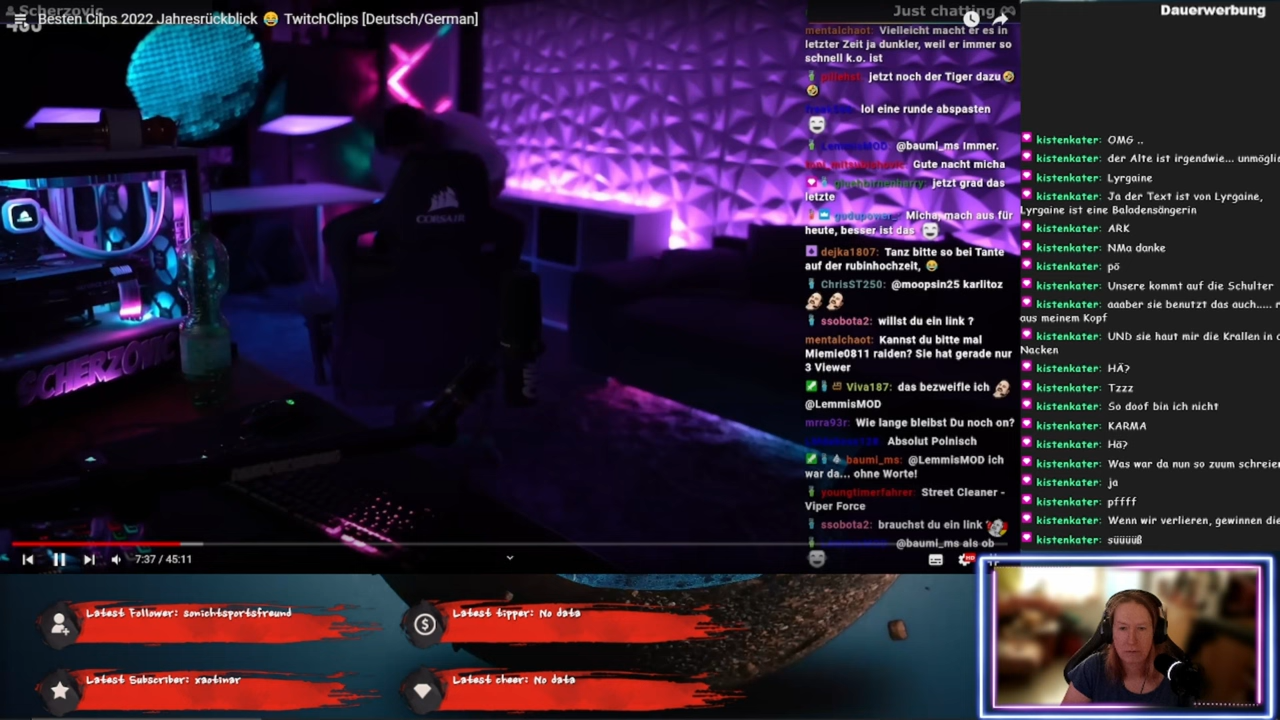 Scherzovic
Besten Cilps 2022 Jahresrückblick 😂 TwitchClips [Deutsch/German]
Just chatting
Dauerwerbung
CORSAIR
SCHERZOVIC
mentalchaot: Vielleicht macht er es in
letzter Zeit ja dunkler, weil er immer so
schnell k.o. ist
jetzt noch der Tiger dazu 🤣
🤣
lol eine runde abspasten
LemmisMOD @baumi_ms Immer.
Gute nacht micha
jetzt grad das
letzte
Micha, mach aus für
heute, besser ist das
dejka1807: Tanz bitte so bei Tante
auf der rubinhochzeit, 😂
ChrisST250: @moopsin25 karlitoz
ssobota2: willst du ein link ?
mentalchaot: Kannst du bitte mal
Miemie0811 raiden? Sie hat gerade nur
3 Viewer
Viva187: das bezweifle ich
@LemmisMOD
mrra93r: Wie lange bleibst Du noch on?
Absolut Polnisch
baumi_ms: @LemmisMOD ich
war da... ohne Worte!
youngtimerfahrer: Street Cleaner -
Viper Force
ssobota2: brauchst du ein link
@baumi_ms als ob
kistenkater: OMG ..
kistenkater: der Alte ist irgendwie... unmögli
kistenkater: Lyrgaine
kistenkater: Ja der Text ist von Lyrgaine,
Lyrgaine ist eine Baladensängerin
kistenkater: ARK
kistenkater: NMa danke
kistenkater: pö
kistenkater: Unsere kommt auf die Schulter
kistenkater: aaaber sie benutzt das auch.....
aus meinem Kopf
kistenkater: UND sie haut mir die Krallen in
Nacken
kistenkater: HÄ?
kistenkater: Tzzz
kistenkater: So doof bin ich nicht
kistenkater: KARMA
kistenkater: Hä?
kistenkater: Was war da nun so zuum schreie
kistenkater: ja
kistenkater: pffff
kistenkater: Wenn wir verlieren, gewinnen die
kistenkater: süüüüß
7:37 / 45:11
HD
Latest Follower: sonichtsportsfreund
Latest tipper: No data
Latest Subscriber: xaotinar
Latest cheer: No data